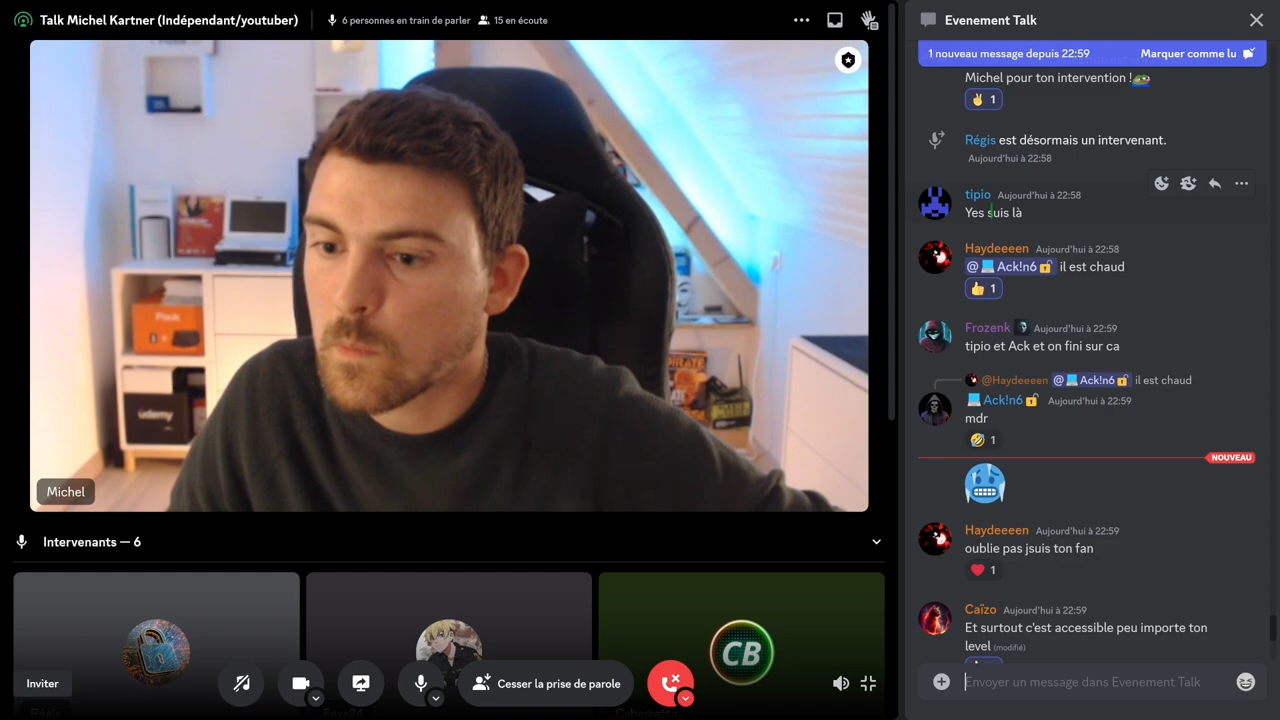 Talk Michel Kartner (Indépendant/youtuber)
6 personnes en train de parler
15 en écoute
Pack
ûdemy
PIRATE
Michel
Intervenants — 6
CB
Inviter
Cesser la prise de parole
Evenement Talk
1 nouveau message depuis 22:59
Marquer comme lu
Michel pour ton intervention !
1
Régis est désormais un intervenant.
Aujourd'hui à 22:58
tipio Aujourd'hui à 22:58
Yes suis là
Haydeeeen Aujourd'hui à 22:58
@💻Ack!n6🔓 il est chaud
1
Frozenk Aujourd'hui à 22:59
tipio et Ack et on fini sur ca
@Haydeeeen @💻Ack!n6🔓 il est chaud
💻Ack!n6🔓 Aujourd'hui à 22:59
mdr
1
NOUVEAU
Haydeeeen Aujourd'hui à 22:59
oublie pas jsuis ton fan
1
Caïzo Aujourd'hui à 22:59
Et surtout c'est accessible peu importe ton
level (modifié)
Envoyer un message dans Evenement Talk